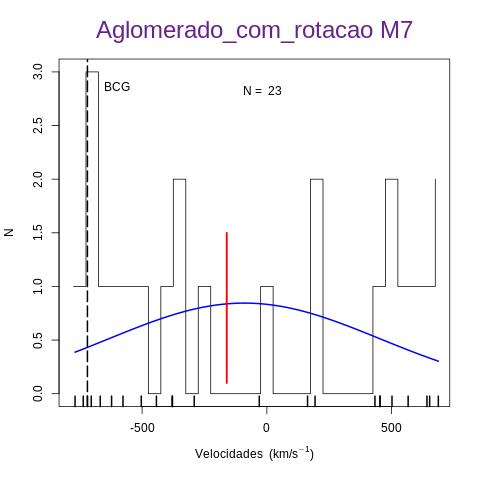 Aglomerado_com_rotacao M7
BCG
N = 23
3.0
2.5
2.0
1.5
1.0
0.5
0.0
N
-500 0 500
Velocidades (km/s⁻¹)